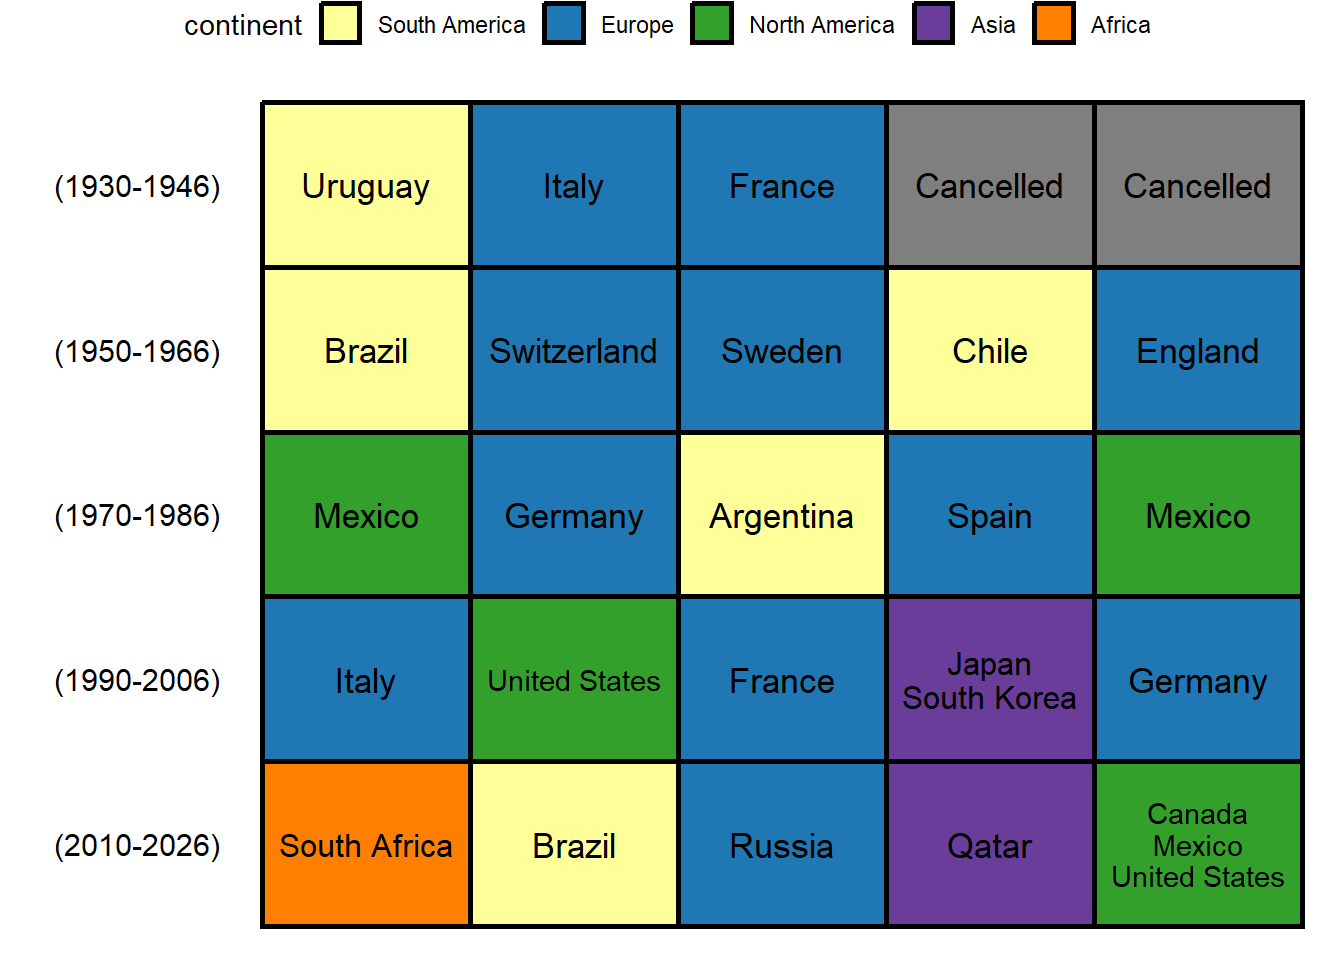 continent South America Europe North America Asia Africa
(1930-1946) Uruguay Italy France Cancelled Cancelled
(1950-1966) Brazil Switzerland Sweden Chile England
(1970-1986) Mexico Germany Argentina Spain Mexico
(1990-2006) Italy United States France Japan
South Korea Germany
(2010-2026) South Africa Brazil Russia Qatar Canada
Mexico
United States